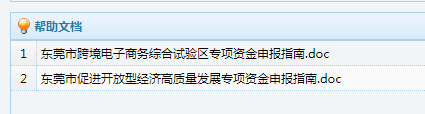 帮助文档
1 东莞市跨境电子商务综合试验区专项资金申报指南.doc
2 东莞市促进开放型经济高质量发展专项资金申报指南.doc